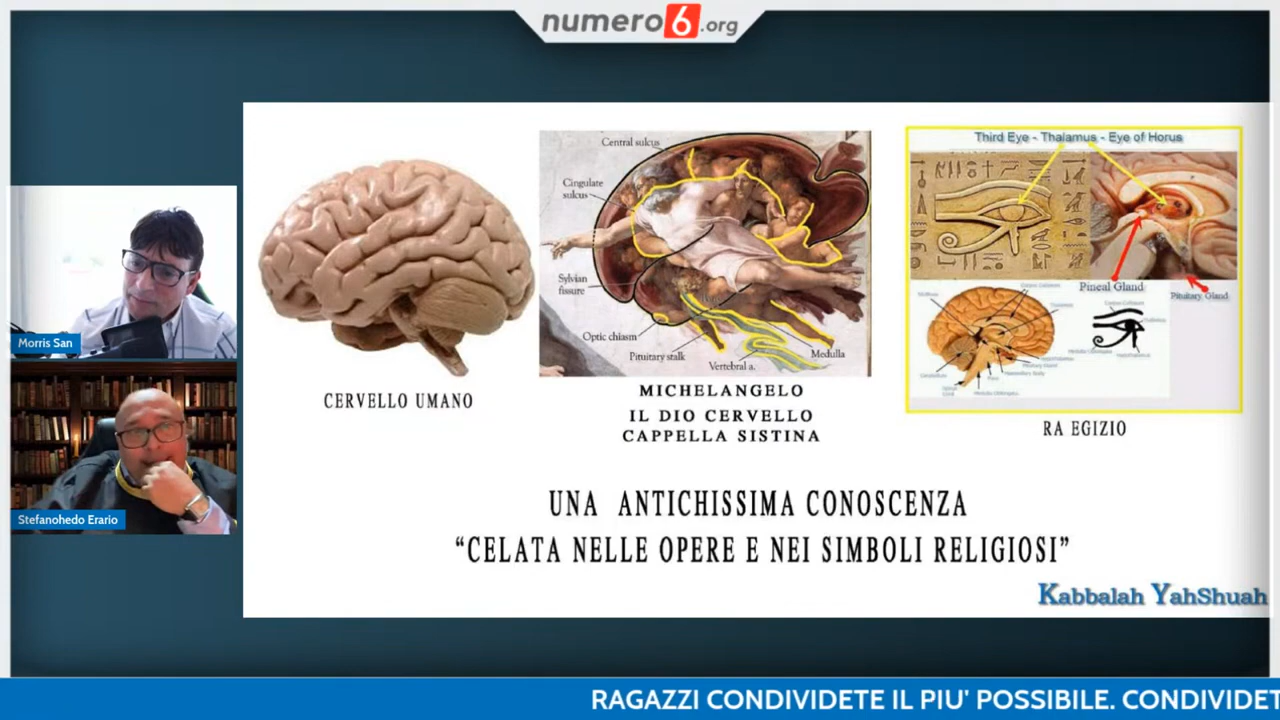 numero6.org
Morris San
Stefanohedo Erario
CERVELLO UMANO
Central sulcus
Cingulate
sulcus
Sylvian
fissure
Optic chiasm
Pituitary stalk
Vertebral a.
Medulla
MICHELANGELO
IL DIO CERVELLO
CAPPELLA SISTINA
Third Eye - Thalamus - Eye of Horus
Pineal Gland
Pituitary Gland
RA EGIZIO
UNA ANTICHISSIMA CONOSCENZA
“CELATA NELLE OPERE E NEI SIMBOLI RELIGIOSI”
Kabbalah YahShuah
RAGAZZI CONDIVIDETE IL PIU' POSSIBILE. CONDIVIDET